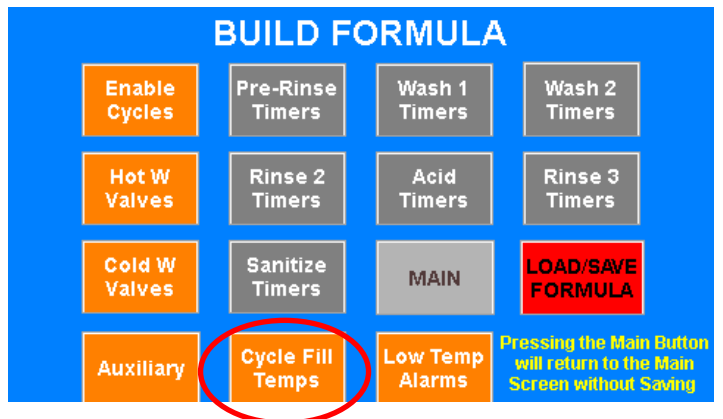 BUILD FORMULA
Enable
Cycles
Pre-Rinse
Timers
Wash 1
Timers
Wash 2
Timers
Hot W
Valves
Rinse 2
Timers
Acid
Timers
Rinse 3
Timers
Cold W
Valves
Sanitize
Timers
MAIN
LOAD/SAVE
FORMULA
Auxiliary
Cycle Fill
Temps
Low Temp
Alarms
Pressing the Main Button
will return to the Main
Screen without Saving